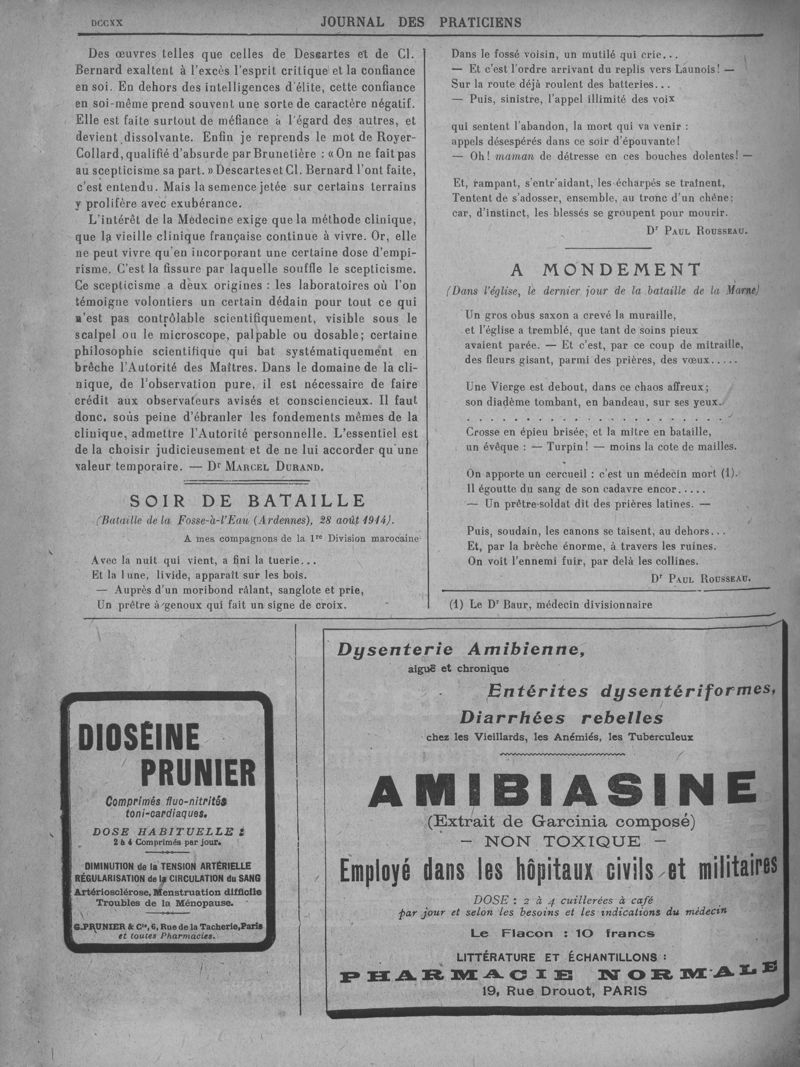 DCCXX
JOURNAL DES PRATICIENS
Des œuvres telles que celles de Descartes et de Cl.
Bernard exaltent à l'excès l'esprit critique et la confiance
en soi. En dehors des intelligences d'élite, cette confiance
en soi-même prend souvent une sorte de caractère négatif.
Elle est faite surtout de méfiance à l'égard des autres, et
devient dissolvante. Enfin je reprends le mot de Royer-
Collard, qualifié d'absurde par Brunetière : « On ne fait pas
au scepticisme sa part. » Descartes et Cl. Bernard l'ont faite,
c'est entendu. Mais la semence jetée sur certains terrains
y prolifère avec exubérance.
L'intérêt de la Médecine exige que la méthode clinique,
que la vieille clinique française continue à vivre. Or, elle
ne peut vivre qu'en incorporant une certaine dose d'empi-
risme. C'est la fissure par laquelle souffle le scepticisme.
Ce scepticisme a deux origines : les laboratoires où l'on
témoigne volontiers un certain dédain pour tout ce qui
n'est pas contrôlable scientifiquement, visible sous le
scalpel ou le microscope, palpable ou dosable; certaine
philosophie scientifique qui bat systématiquement en
brèche l'Autorité des Maîtres. Dans le domaine de la cli-
nique, de l'observation pure, il est nécessaire de faire
crédit aux observateurs avisés et consciencieux. Il faut
donc, sous peine d'ébranler les fondements mêmes de la
clinique, admettre l'Autorité personnelle. L'essentiel est
de la choisir judicieusement et de ne lui accorder qu'une
valeur temporaire. — Dr MARCEL DURAND.
SOIR DE BATAILLE
(Bataille de la Fosse-à-l'Eau (Ardennes), 28 août 1914).
A mes compagnons de la 1re Division marocaine
Avec la nuit qui vient, a fini la tuerie...
Et la lune, livide, apparaît sur les bois.
— Auprès d'un moribond râlant, sanglote et prie,
Un prêtre à genoux qui fait un signe de croix.
Dans le fossé voisin, un mutilé qui crie...
— Et c'est l'ordre arrivant du replis vers Launois! —
Sur la route déjà roulent des batteries...
— Puis, sinistre, l'appel illimité des voix
qui sentent l'abandon, la mort qui va venir :
appels désespérés dans ce soir d'épouvante!
— Oh! maman de détresse en ces bouches dolentes! —
Et, rampant, s'entr'aidant, les écharpés se traînent,
Tentent de s'adosser, ensemble, au tronc d'un chêne;
car, d'instinct, les blessés se groupent pour mourir.
Dr PAUL ROUSSEAU.
A MONDEMENT
(Dans l'église, le dernier jour de la bataille de la Marne)
Un gros obus saxon a crevé la muraille,
et l'église a tremblé, que tant de soins pieux
avaient parée. — Et c'est, par ce coup de mitraille,
des fleurs gisant, parmi des prières, des vœux.....
Une Vierge est debout, dans ce chaos affreux;
son diadème tombant, en bandeau, sur ses yeux.
. . . . . . . . . . . . . . . . . . . .
Crosse en épieu brisée, et la mître en bataille,
un évêque : — Turpin! — moins la cote de mailles.
On apporte un cercueil : c'est un médecin mort (1).
Il égoutte du sang de son cadavre encor.....
— Un prêtre-soldat dit des prières latines. —
Puis, soudain, les canons se taisent, au dehors...
Et, par la brèche énorme, à travers les ruines.
On voit l'ennemi fuir, par delà les collines.
Dr PAUL ROUSSEAU.
(1) Le Dr Baur, médecin divisionnaire
DIOSÉINE
PRUNIER
Comprimés fluo-nitrités
toni-cardiaques.
DOSE HABITUELLE :
2 à 4 Comprimés par jour.
DIMINUTION de la TENSION ARTÉRIELLE
RÉGULARISATION de la CIRCULATION du SANG
Artériosclérose, Menstruation difficile
Troubles de la Ménopause.
G. PRUNIER & Cie, 6, Rue de la Tacherie, Paris
et toutes Pharmacies.
Dysenterie Amibienne,
aiguë et chronique
Entérites dysentériformes,
Diarrhées rebelles
chez les Vieillards, les Anémiés, les Tuberculeux
AMIBIASINE
(Extrait de Garcinia composé)
— NON TOXIQUE —
Employé dans les hôpitaux civils et militaires
DOSE : 2 à 4 cuillerées à café
par jour et selon les besoins et les indications du médecin
Le Flacon : 10 francs
LITTÉRATURE ET ÉCHANTILLONS :
PHARMACIE NORMALE
19, Rue Drouot, PARIS